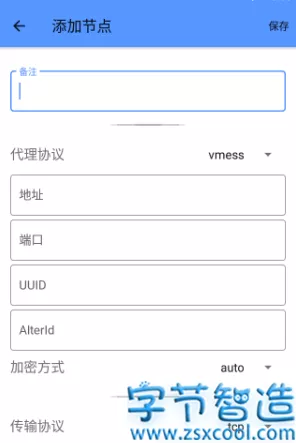 添加节点 保存
备注
代理协议 vmess
地址
端口
UUID
AlterId
加密方式 auto
字节智造
传输协议 tcp
www.zsxcool.com